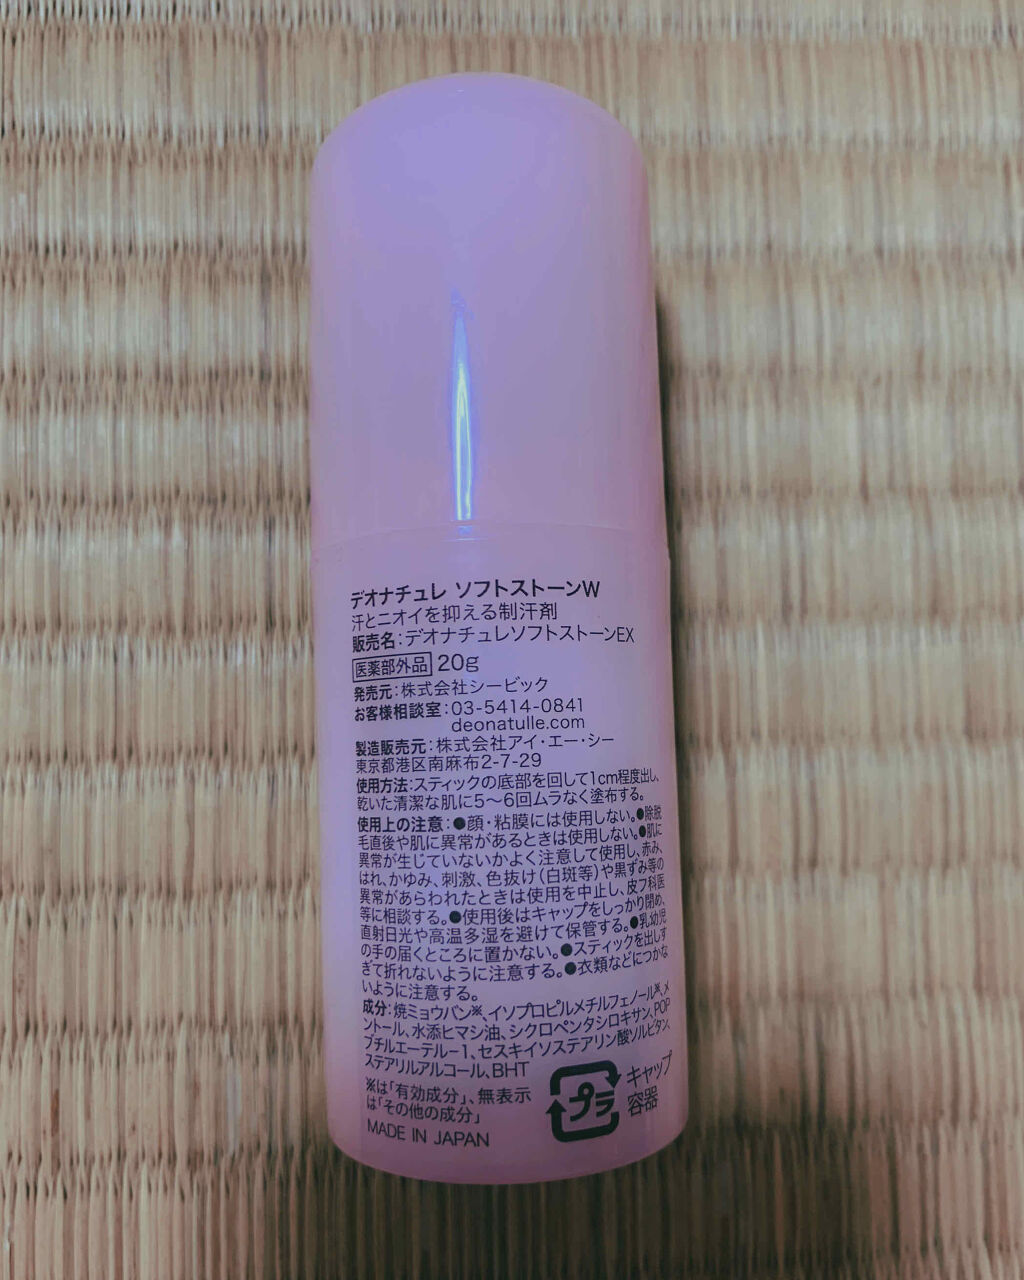 デオナチュレ ソフトストーンW
汗とニオイを抑える制汗剤
販売名：デオナチュレソフトストーンEX
医薬部外品 20g
発売元：株式会社シービック
お客様相談室：03-5414-0841
deonatulle.com
製造販売元：株式会社アイ・エー・シー
東京都港区南麻布2-7-29
使用方法：スティックの底部を回して1cm程度出し、
乾いた清潔な肌に5〜6回ムラなく塗布する。
使用上の注意：●顔・粘膜には使用しない。●除脱
毛直後や肌に異常があるときは使用しない。●肌に
異常が生じていないかよく注意して使用し、赤み、
はれ、かゆみ、刺激、色抜け（白斑等）や黒ずみ等の
異常があらわれたときは使用を中止し、皮フ科医
等に相談する。●使用後はキャップをしっかり閉め、
直射日光や高温多湿を避けて保管する。●乳幼児
の手の届くところに置かない。●スティックを出しす
ぎて折れないように注意する。●衣類などにつかな
いように注意する。
成分：焼ミョウバン※、イソプロピルメチルフェノール※、メ
ントール、水添ヒマシ油、シクロペンタシロキサン、POP
ブチルエーテル-1、セスキイソステアリン酸ソルビタン、
ステアリルアルコール、BHT
※は「有効成分」、無表示
は「その他の成分」
MADE IN JAPAN
プラ
キャップ
容器